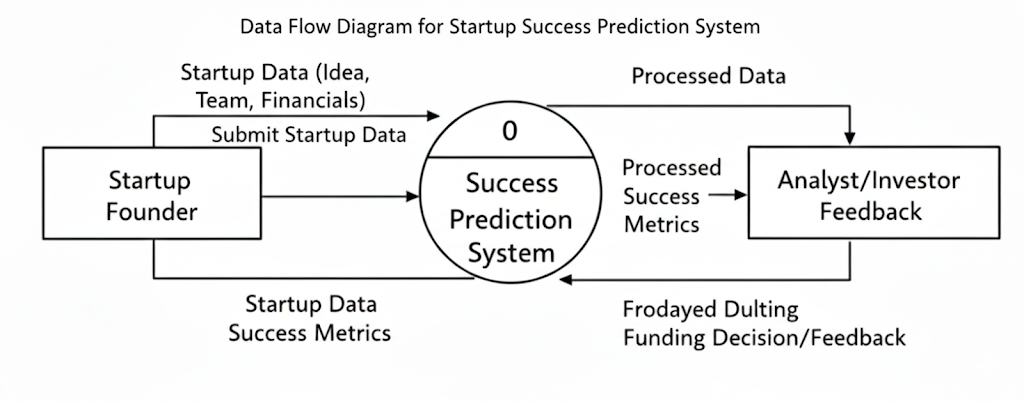 Data Flow Diagram for Startup Success Prediction System
Startup Data (Idea,
Team, Financials)
Submit Startup Data
Processed Data
0
Startup
Founder
Success
Prediction
System
Processed
Success
Metrics
Analyst/Investor
Feedback
Startup Data
Success Metrics
Frodayed Dulting
Funding Decision/Feedback